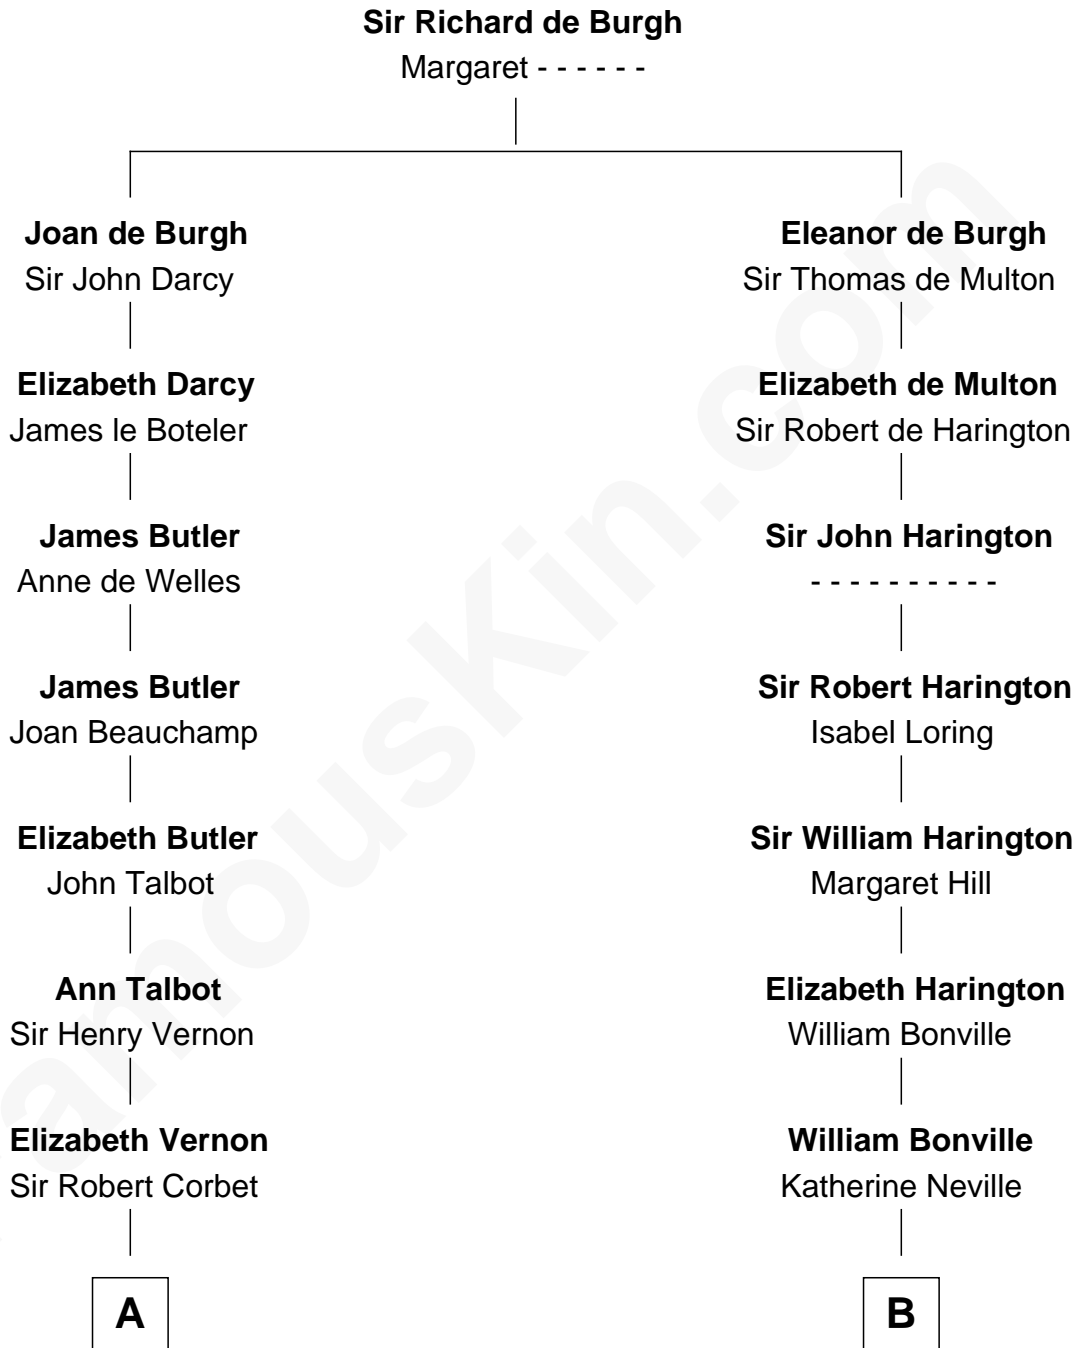 Sir Richard de Burgh
Margaret - - - - - -
Joan de Burgh
Sir John Darcy
Eleanor de Burgh
Sir Thomas de Multon
Elizabeth Darcy
James le Boteler
Elizabeth de Multon
Sir Robert de Harington
James Butler
Anne de Welles
Sir John Harington
- - - - - - - - - -
James Butler
Joan Beauchamp
Sir Robert Harington
Isabel Loring
Elizabeth Butler
John Talbot
Sir William Harington
Margaret Hill
Ann Talbot
Sir Henry Vernon
Elizabeth Harington
William Bonville
Elizabeth Vernon
Sir Robert Corbet
William Bonville
Katherine Neville
A
B
amouskin.com